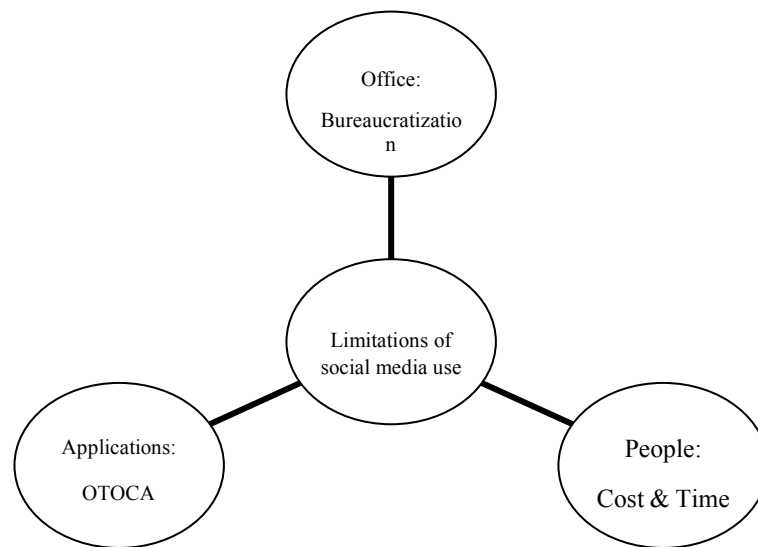 Office:
Bureaucratizatio
n
Limitations of
social media use
Applications:
OTOCA
People:
Cost & Time